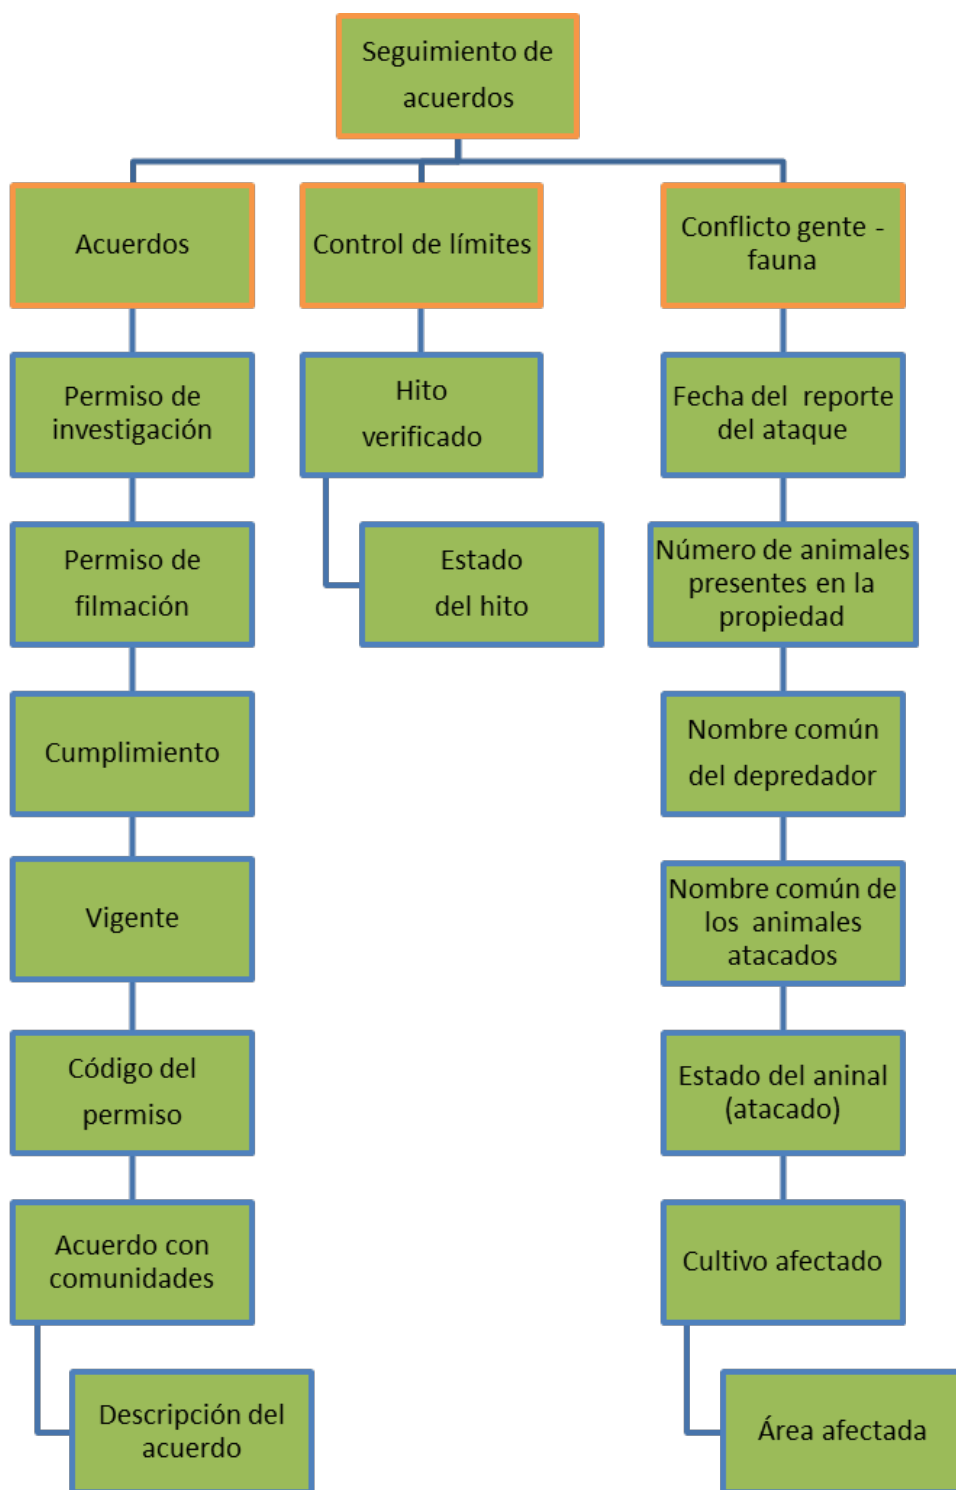 Seguimiento de
acuerdos
Acuerdos
Control de límites
Conflicto gente -
fauna
Permiso de
investigación
Hito
verificado
Fecha del reporte
del ataque
Permiso de
filmación
Estado
del hito
Número de animales
presentes en la
propiedad
Cumplimiento
Nombre común
del depredador
Vigente
Nombre común de
los animales
atacados
Código del
permiso
Estado del aninal
(atacado)
Acuerdo con
comunidades
Cultivo afectado
Descripción del
acuerdo
Área afectada